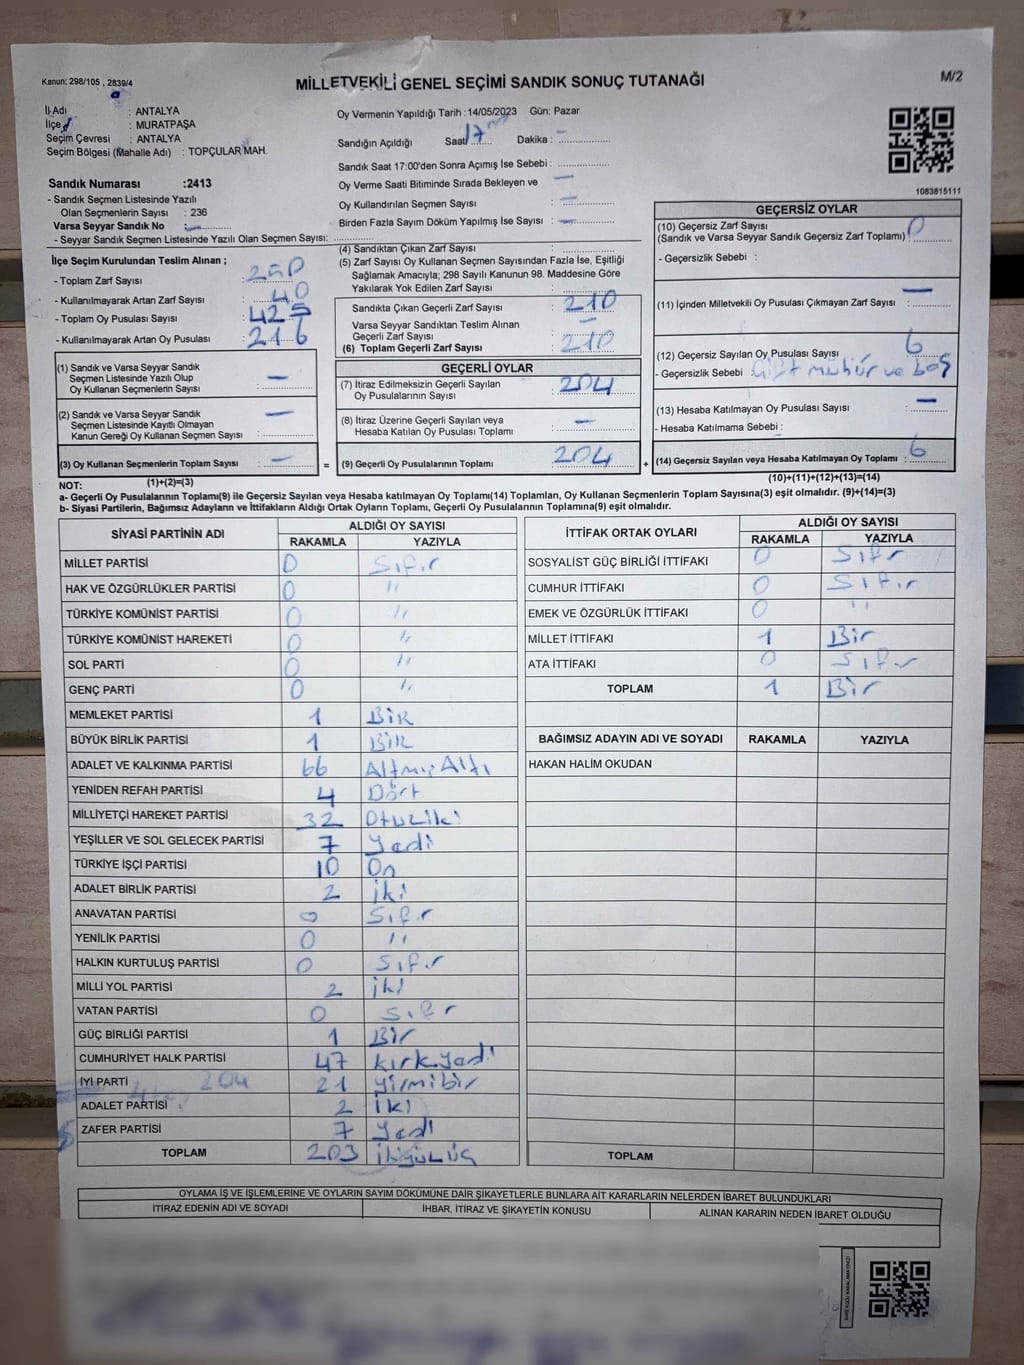 Kanun; 298/105 , 2839/4
MİLLETVEKİLİ GENEL SEÇİMİ SANDIK SONUÇ TUTANAĞI
M/2
İl Adı : ANTALYA
İlçe : MURATPAŞA
Seçim Çevresi : ANTALYA
Seçim Bölgesi (Mahalle Adı) : TOPÇULAR MAH.
Sandık Numarası :2413
- Sandık Seçmen Listesinde Yazılı
Olan Seçmenlerin Sayısı : 236
Varsa Seyyar Sandık No : –
- Seyyar Sandık Seçmen Listesinde Yazılı Olan Seçmen Sayısı:
İlçe Seçim Kurulundan Teslim Alınan ;
- Toplam Zarf Sayısı : 250
- Kullanılmayarak Artan Zarf Sayısı : 40
- Toplam Oy Pusulası Sayısı : 425
- Kullanılmayarak Artan Oy Pusulası : 216
(1) Sandık ve Varsa Seyyar Sandık
Seçmen Listesinde Yazılı Olup
Oy Kullanan Seçmenlerin Sayısı : –
(2) Sandık ve Varsa Seyyar Sandık
Seçmen Listesinde Kayıtlı Olmayan
Kanun Gereği Oy Kullanan Seçmen Sayısı : –
(3) Oy Kullanan Seçmenlerin Toplam Sayısı : –
(1)+(2)=(3)
Oy Vermenin Yapıldığı Tarih : 14/05/2023 Gün: Pazar
Sandığın Açıldığı Saat: 17 Dakika : –
Sandık Saat 17:00'den Sonra Açımış İse Sebebi :
Oy Verme Saati Bitiminde Sırada Bekleyen ve –
Oy Kullandırılan Seçmen Sayısı : –
Birden Fazla Sayım Döküm Yapılmış İse Sayısı : –
(4) Sandıktan Çıkan Zarf Sayısı :
(5) Zarf Sayısı Oy Kullanan Seçmen Sayısından Fazla İse, Eşitliği
Sağlamak Amacıyla; 298 Sayılı Kanunun 98. Maddesine Göre
Yakılarak Yok Edilen Zarf Sayısı :
Sandıkta Çıkan Geçerli Zarf Sayısı : 210
Varsa Seyyar Sandıktan Teslim Alınan
Geçerli Zarf Sayısı : –
(6) Toplam Geçerli Zarf Sayısı : 210
GEÇERLİ OYLAR
(7) İtiraz Edilmeksizin Geçerli Sayılan
Oy Pusulalarının Sayısı : 204
(8) İtiraz Üzerine Geçerli Sayılan veya
Hesaba Katılan Oy Pusulası Toplamı : –
= (9) Geçerli Oy Pusulalarının Toplamı : 204
1083815111
GEÇERSİZ OYLAR
(10) Geçersiz Zarf Sayısı
(Sandık ve Varsa Seyyar Sandık Geçersiz Zarf Toplamı) : 0
- Geçersizlik Sebebi :
(11) İçinden Milletvekili Oy Pusulası Çıkmayan Zarf Sayısı : –
(12) Geçersiz Sayılan Oy Pusulası Sayısı : 6
- Geçersizlik Sebebi : Çift mühür ve boş
(13) Hesaba Katılmayan Oy Pusulası Sayısı : –
- Hesaba Katılmama Sebebi :
+ (14) Geçersiz Sayılan veya Hesaba Katılmayan Oy Toplamı : 6
(10)+(11)+(12)+(13)=(14)
NOT:
a- Geçerli Oy Pusulalarının Toplamı(9) ile Geçersiz Sayılan veya Hesaba katılmayan Oy Toplamı(14) Toplamları, Oy Kullanan Seçmenlerin Toplam Sayısına(3) eşit olmalıdır. (9)+(14)=(3)
b- Siyasi Partilerin, Bağımsız Adayların ve İttifakların Aldığı Ortak Oyların Toplamı, Geçerli Oy Pusulalarının Toplamına(9) eşit olmalıdır.
SİYASİ PARTİNİN ADI ALDIĞI OY SAYISI
RAKAMLA YAZIYLA
MİLLET PARTİSİ 0 Sıfır
HAK VE ÖZGÜRLÜKLER PARTİSİ 0 "
TÜRKİYE KOMÜNİST PARTİSİ 0 "
TÜRKİYE KOMÜNİST HAREKETİ 0 "
SOL PARTİ 0 "
GENÇ PARTİ 0 "
MEMLEKET PARTİSİ 1 BİR
BÜYÜK BİRLİK PARTİSİ 1 BİR
ADALET VE KALKINMA PARTİSİ 66 Altmış Altı
YENİDEN REFAH PARTİSİ 4 Dört
MİLLİYETÇİ HAREKET PARTİSİ 32 Otuziki
YEŞİLLER VE SOL GELECEK PARTİSİ 7 Yedi
TÜRKİYE İŞÇİ PARTİSİ 10 On
ADALET BİRLİK PARTİSİ 2 İki
ANAVATAN PARTİSİ 0 Sıfır
YENİLİK PARTİSİ 0 "
HALKIN KURTULUŞ PARTİSİ 0 Sıfır
MİLLİ YOL PARTİSİ 2 iki
VATAN PARTİSİ 0 Sıfır
GÜÇ BİRLİĞİ PARTİSİ 1 Bir
CUMHURİYET HALK PARTİSİ 47 kırk yedi
İYİ PARTİ 204 21 yirmibir
ADALET PARTİSİ 2 İki
ZAFER PARTİSİ 7 Yedi
TOPLAM 203 ikiyüzüç
İTTİFAK ORTAK OYLARI ALDIĞI OY SAYISI
RAKAMLA YAZIYLA
SOSYALİST GÜÇ BİRLİĞİ İTTİFAKI 0 Sıfır
CUMHUR İTTİFAKI 0 Sıfır
EMEK VE ÖZGÜRLÜK İTTİFAKI 0 "
MİLLET İTTİFAKI 1 Bir
ATA İTTİFAKI 0 Sıfır
TOPLAM 1 Bir
BAĞIMSIZ ADAYIN ADI VE SOYADI RAKAMLA YAZIYLA
HAKAN HALİM OKUDAN
TOPLAM
OYLAMA İŞ VE İŞLEMLERİNE VE OYLARIN SAYIM DÖKÜMÜNE DAİR ŞİKAYETLERLE BUNLARA AİT KARARLARIN NELERDEN İBARET BULUNDUKLARI
İTİRAZ EDENİN ADI VE SOYADI İHBAR, İTİRAZ VE ŞİKAYETİN KONUSU ALINAN KARARIN NEDEN İBARET OLDUĞU